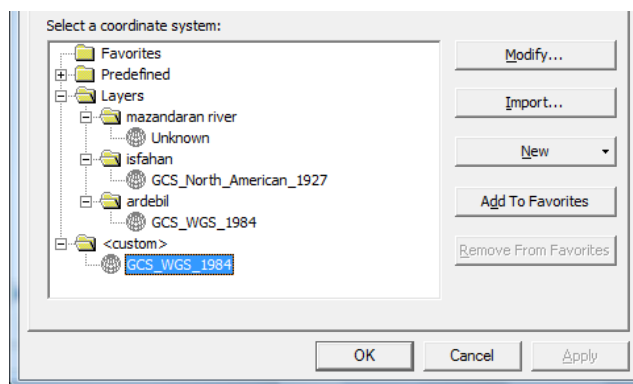 Select a coordinate system:
Favorites
Predefined
Layers
mazandaran river
Unknown
isfahan
GCS_North_American_1927
ardebil
GCS_WGS_1984
<custom>
GCS_WGS_1984
Modify...
Import...
New
Add To Favorites
Remove From Favorites
OK
Cancel
Apply